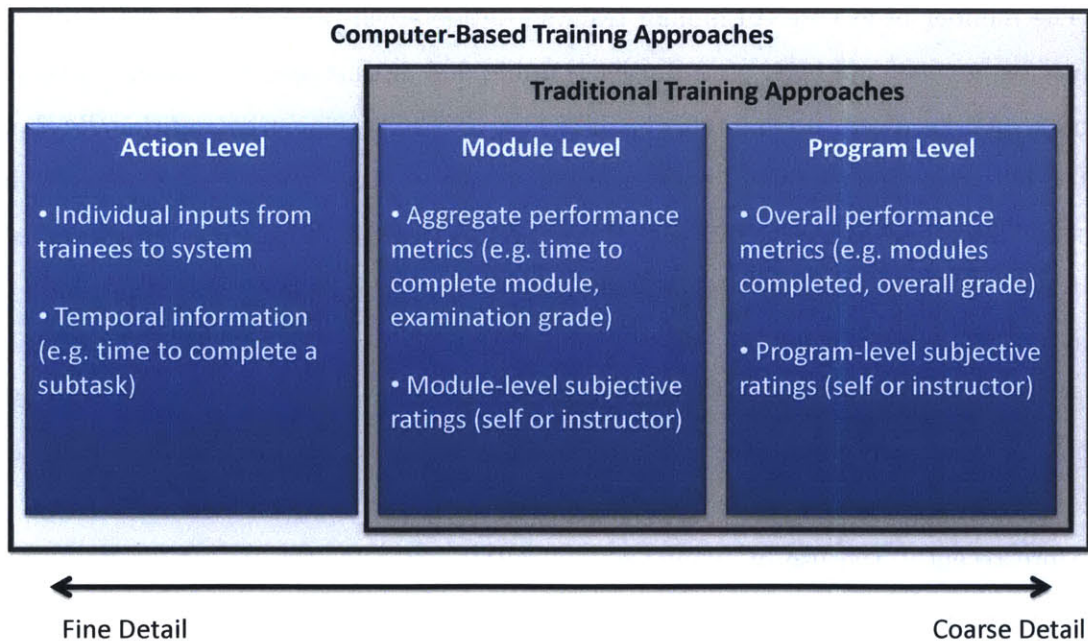 Computer-Based Training Approaches
Traditional Training Approaches
Action Level
• Individual inputs from
trainees to system
• Temporal information
(e.g. time to complete a
subtask)
Module Level
• Aggregate performance
metrics (e.g. time to
complete module,
examination grade)
• Module-level subjective
ratings (self or instructor)
Program Level
• Overall performance
metrics (e.g. modules
completed, overall grade)
• Program-level subjective
ratings (self or instructor)
Fine Detail
Coarse Detail